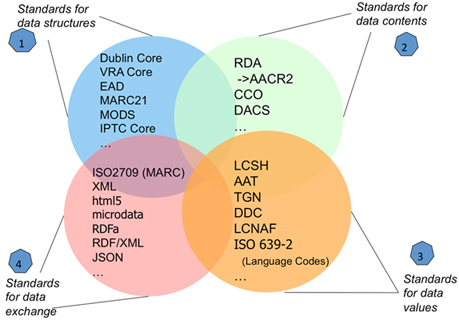 Standards for
data structures
1
Standards for
data contents
2
Dublin Core
VRA Core
EAD
MARC21
MODS
IPTC Core
...
RDA
->AACR2
CCO
DACS
...
ISO2709 (MARC)
XML
html5
microdata
RDFa
RDF/XML
JSON
...
LCSH
AAT
TGN
DDC
LCNAF
ISO 639-2
(Language Codes)
...
4
Standards
for data
exchange
3
Standards
for data
values